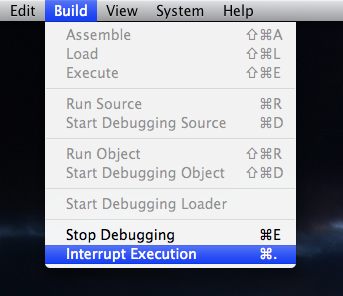 Edit Build View System Help
Assemble ⇧⌘A
Load ⇧⌘L
Execute ⇧⌘E
Run Source ⌘R
Start Debugging Source ⌘D
Run Object ⇧⌘R
Start Debugging Object ⇧⌘D
Start Debugging Loader
Stop Debugging ⌘E
Interrupt Execution ⌘.